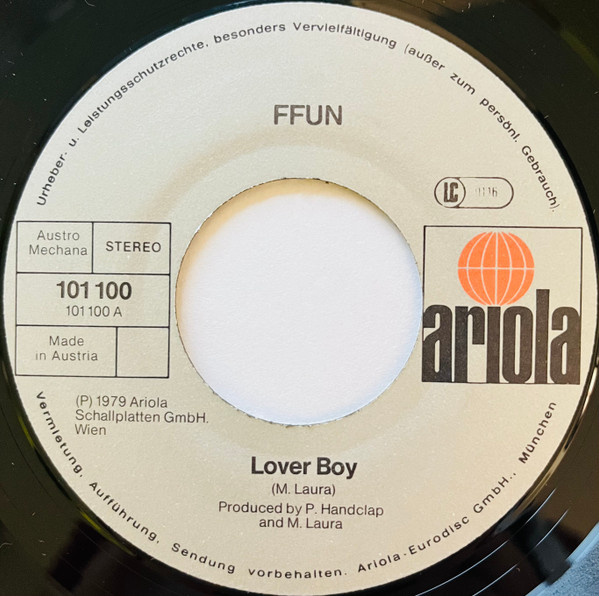 Urheber- u. Leistungsschutzrechte, besonders Vervielfältigung (außer zum persönl. Gebrauch),
FFUN
LC 0116
Austro
Mechana
STEREO
101 100
101 100 A
Made
in Austria
ariola
(P) 1979 Ariola
Schallplatten GmbH.
Wien
Lover Boy
(M. Laura)
Produced by P. Handclap
and M. Laura
Vermietung, Aufführung, Sendung vorbehalten. Ariola-Eurodisc GmbH., München